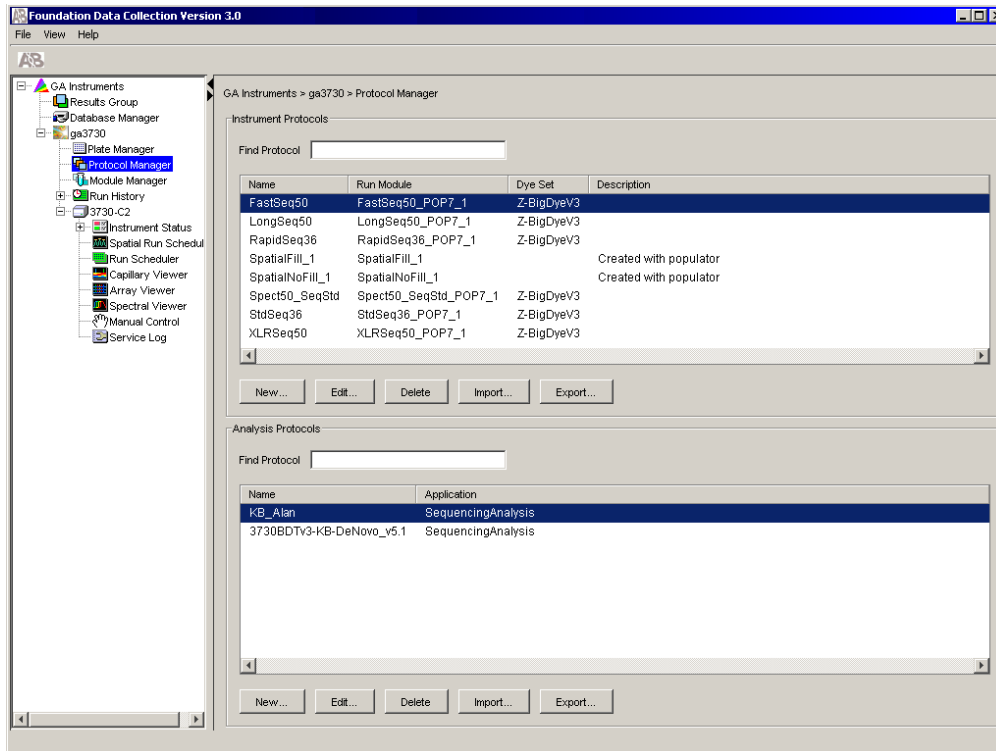 Foundation Data Collection Version 3.0
File View Help
AB
GA Instruments
Results Group
Database Manager
ga3730
Plate Manager
Protocol Manager
Module Manager
Run History
3730-C2
Instrument Status
Spatial Run Schedul
Run Scheduler
Capillary Viewer
Array Viewer
Spectral Viewer
Manual Control
Service Log
GA Instruments > ga3730 > Protocol Manager
Instrument Protocols
Find Protocol
Name Run Module Dye Set Description
FastSeq50 FastSeq50_POP7_1 Z-BigDyeV3
LongSeq50 LongSeq50_POP7_1 Z-BigDyeV3
RapidSeq36 RapidSeq36_POP7_1 Z-BigDyeV3
SpatialFill_1 SpatialFill_1 Created with populator
SpatialNoFill_1 SpatialNoFill_1 Created with populator
Spect50_SeqStd Spect50_SeqStd_POP7_1 Z-BigDyeV3
StdSeq36 StdSeq36_POP7_1 Z-BigDyeV3
XLRSeq50 XLRSeq50_POP7_1 Z-BigDyeV3
New... Edit... Delete Import... Export...
Analysis Protocols
Find Protocol
Name Application
KB_Alan SequencingAnalysis
3730BDTv3-KB-DeNovo_v5.1 SequencingAnalysis
New... Edit... Delete Import... Export...